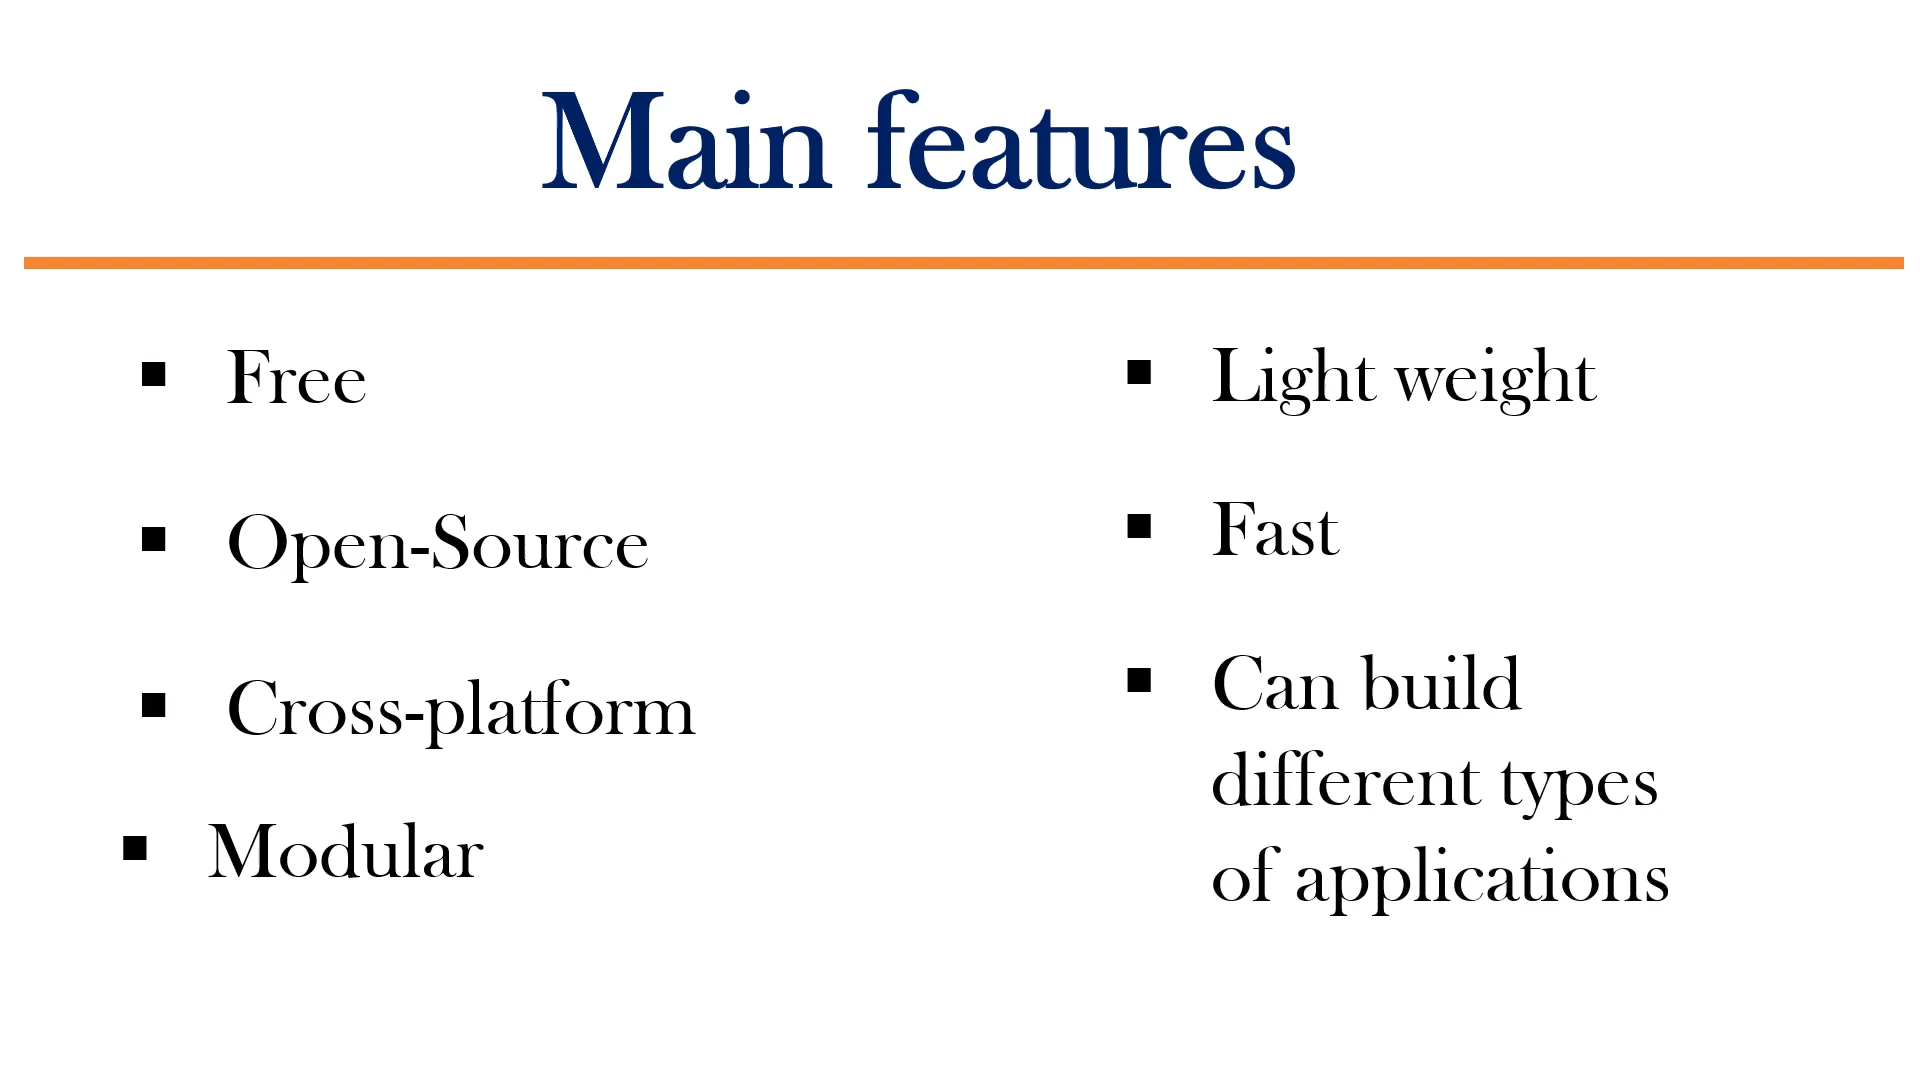 Main features
▪ Free
▪ Open-Source
▪ Cross-platform
▪ Modular
▪ Light weight
▪ Fast
▪ Can build
different types
of applications